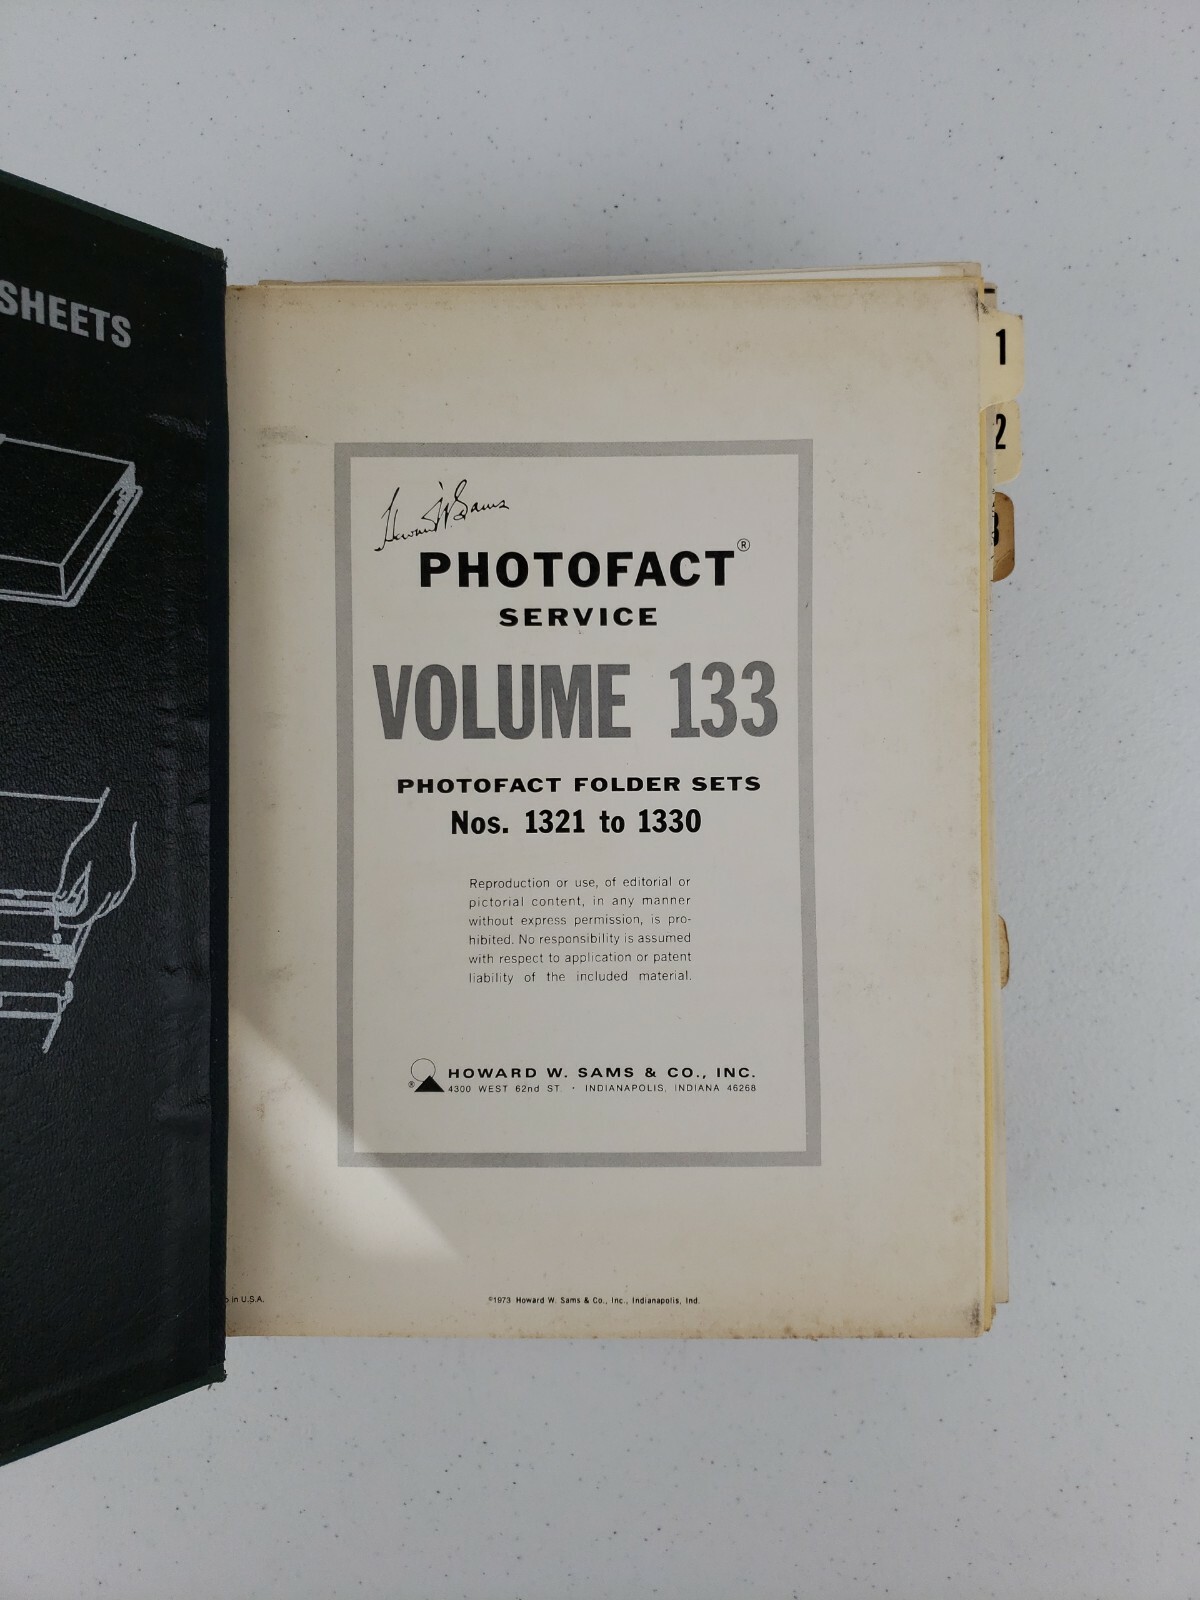 SHEETS
Howard W. Sams
PHOTOFACT®
SERVICE
VOLUME 133
PHOTOFACT FOLDER SETS
Nos. 1321 to 1330
Reproduction or use, of editorial or
pictorial content, in any manner
without express permission, is pro-
hibited. No responsibility is assumed
with respect to application or patent
liability of the included material.
®
HOWARD W. SAMS & CO., INC.
4300 WEST 62nd ST. · INDIANAPOLIS, INDIANA 46268
in U.S.A.
©1973 Howard W. Sams & Co., Inc., Indianapolis, Ind.
1
2
3